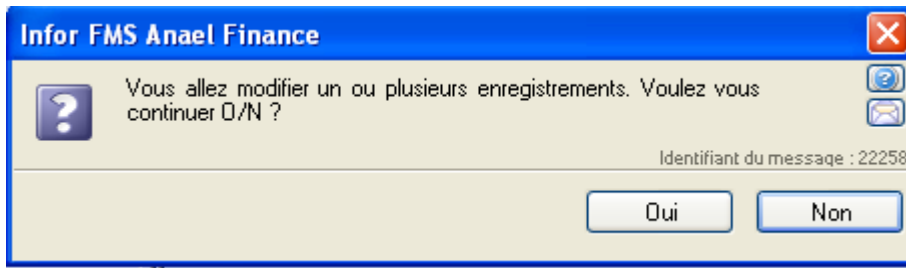 Infor FMS Anael Finance
Vous allez modifier un ou plusieurs enregistrements. Voulez vous
continuer O/N ?
Identifiant du message : 22258
Oui Non